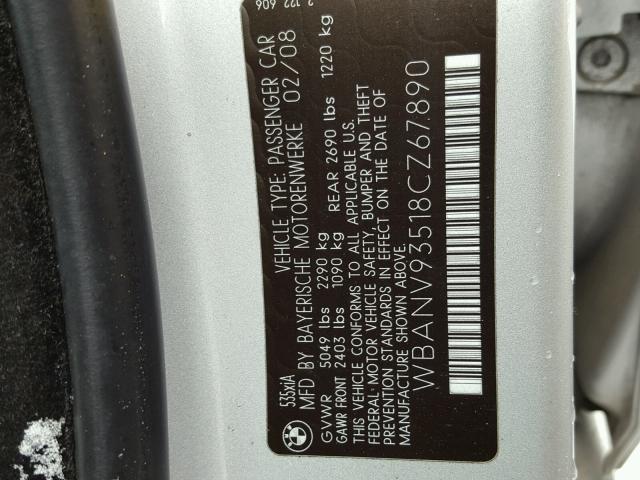 535xiA VEHICLE TYPE: PASSENGER CAR
MFD BY BAYERISCHE MOTORENWERKE 02/08
GVWR 5049 lbs 2290 kg
GAWR FRONT 2403 lbs 1090 kg REAR 2690 lbs 1220 kg
THIS VEHICLE CONFORMS TO ALL APPLICABLE U.S.
FEDERAL MOTOR VEHICLE SAFETY, BUMPER AND THEFT
PREVENTION STANDARDS IN EFFECT ON THE DATE OF
MANUFACTURE SHOWN ABOVE.
WBANV93518CZ67890
BMW